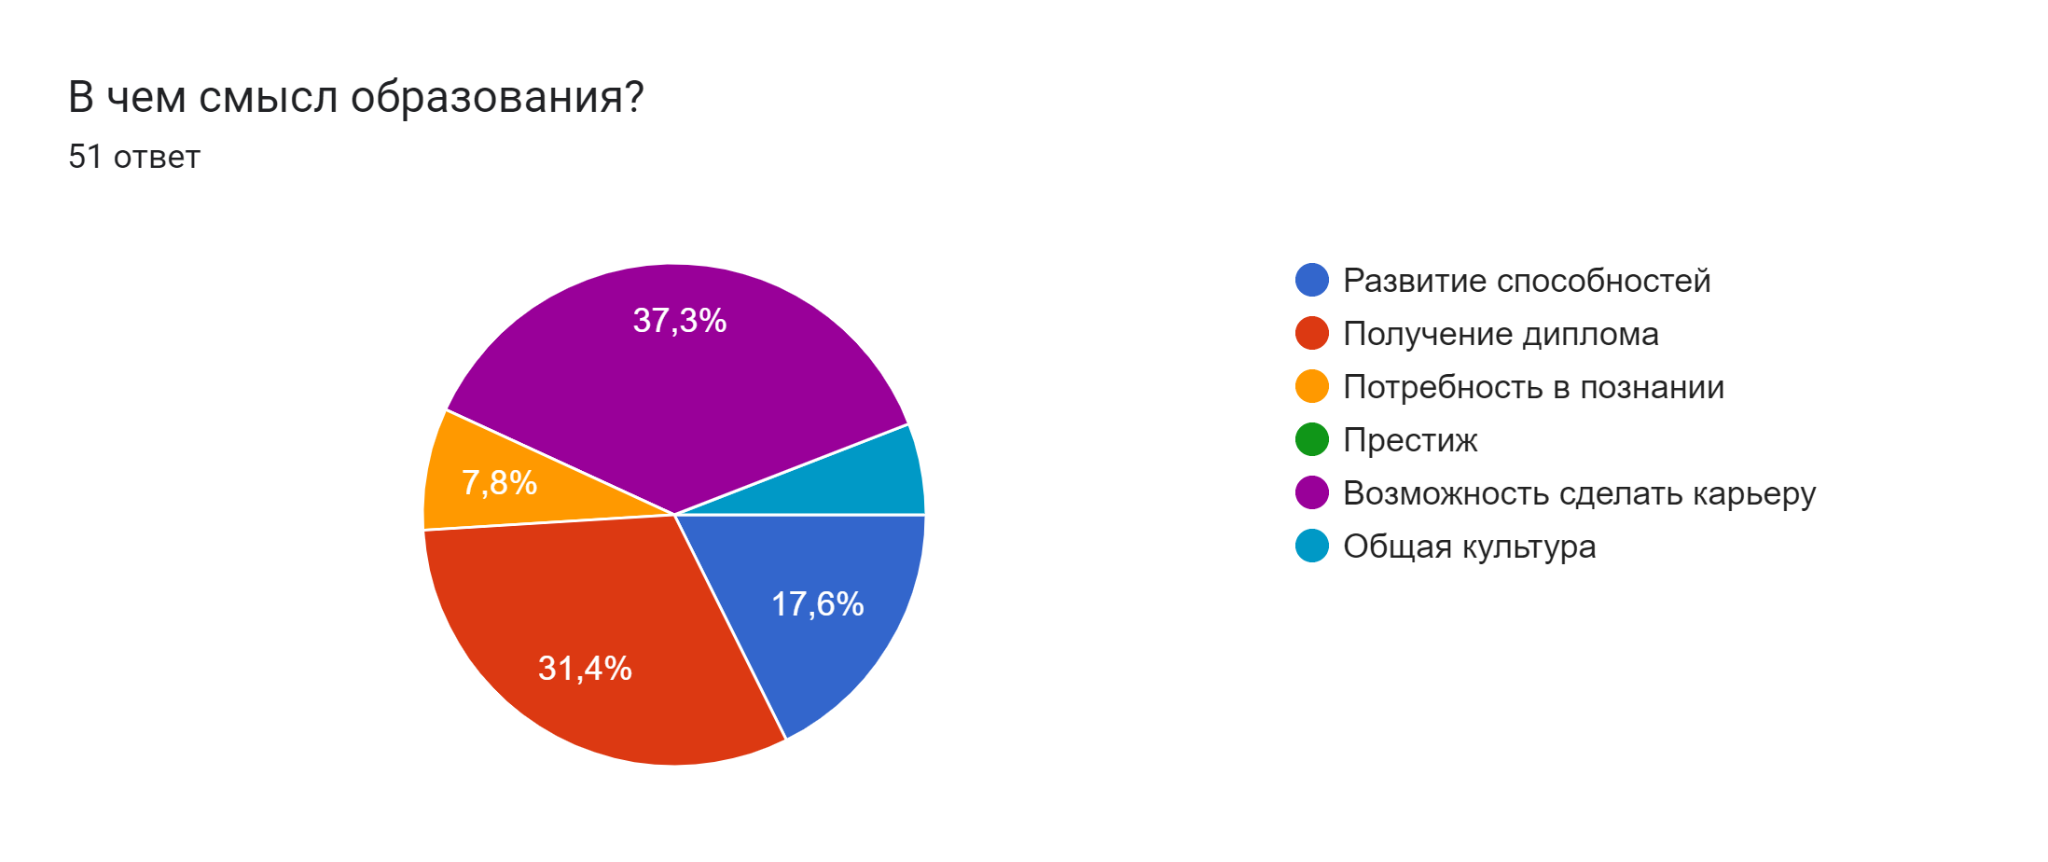 В чем смысл образования?
51 ответ
37,3%
7,8%
17,6%
31,4%
Развитие способностей
Получение диплома
Потребность в познании
Престиж
Возможность сделать карьеру
Общая культура